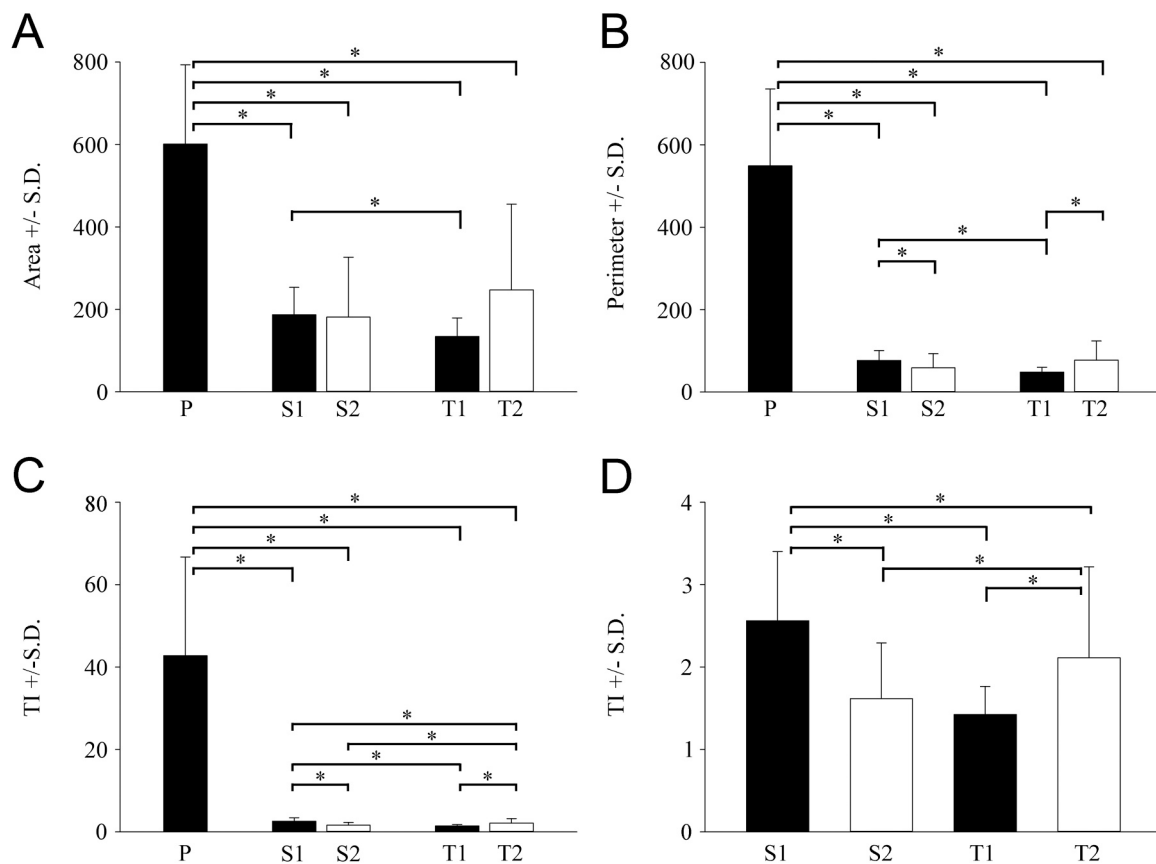 A
Area +/- S.D.
800
600
400
200
0
*
*
*
*
*
P
S1
S2
T1
T2
B
Perimeter +/- S.D.
800
600
400
200
0
*
*
*
*
*
*
*
P
S1
S2
T1
T2
C
TI +/-S.D.
80
60
40
20
0
*
*
*
*
*
*
*
*
*
P
S1
S2
T1
T2
D
TI +/- S.D.
4
3
2
1
0
*
*
*
*
*
S1
S2
T1
T2